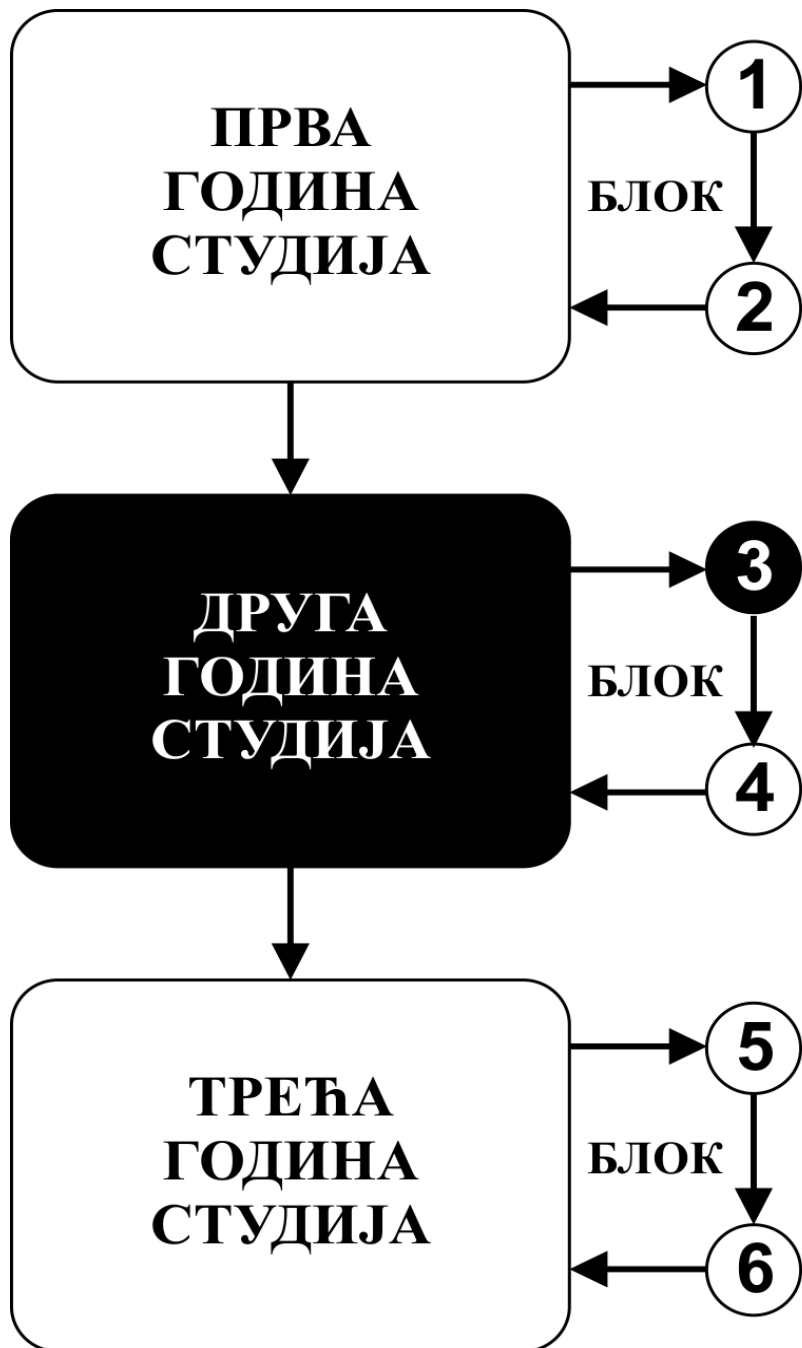 ПРВА
ГОДИНА
СТУДИЈА
1
БЛОК
2
ДРУГА
ГОДИНА
СТУДИЈА
3
БЛОК
4
ТРЕЋА
ГОДИНА
СТУДИЈА
5
БЛОК
6